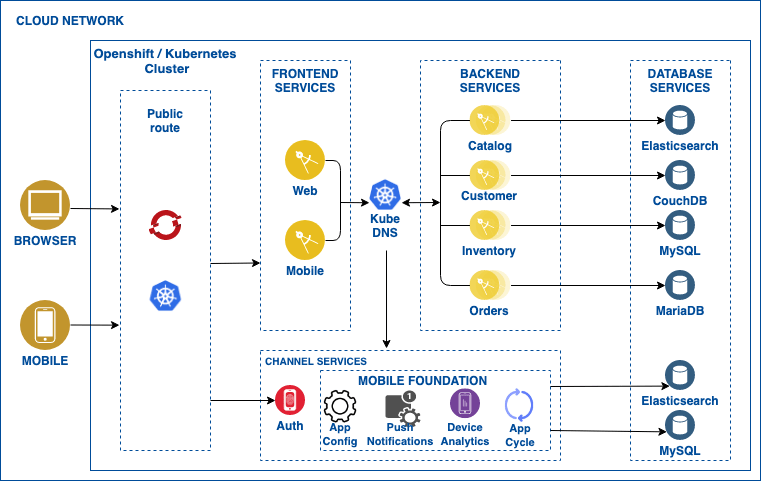 CLOUD NETWORK
Openshift / Kubernetes
Cluster
Public
route
FRONTEND
SERVICES
Web
Mobile
Kube
DNS
BACKEND
SERVICES
Catalog
Customer
Inventory
Orders
DATABASE
SERVICES
Elasticsearch
CouchDB
MySQL
MariaDB
BROWSER
MOBILE
CHANNEL SERVICES
Auth
MOBILE FOUNDATION
App
Config
1
Push
Notifications
Device
Analytics
App
Cycle
Elasticsearch
MySQL